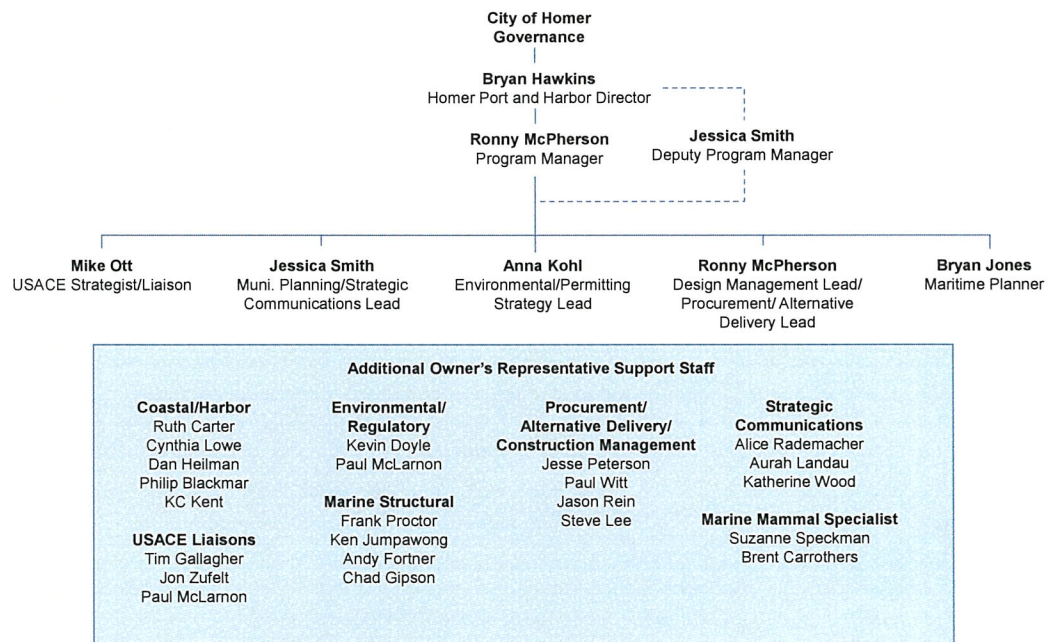 City of Homer
Governance
Bryan Hawkins
Homer Port and Harbor Director
Ronny McPherson
Program Manager
Jessica Smith
Deputy Program Manager
Mike Ott
USACE Strategist/Liaison
Jessica Smith
Muni. Planning/Strategic
Communications Lead
Anna Kohl
Environmental/Permitting
Strategy Lead
Ronny McPherson
Design Management Lead/
Procurement/ Alternative
Delivery Lead
Bryan Jones
Maritime Planner
Additional Owner's Representative Support Staff
Coastal/Harbor
Ruth Carter
Cynthia Lowe
Dan Heilman
Philip Blackmar
KC Kent
USACE Liaisons
Tim Gallagher
Jon Zufelt
Paul McLarnon
Environmental/
Regulatory
Kevin Doyle
Paul McLarnon
Marine Structural
Frank Proctor
Ken Jumpawong
Andy Fortner
Chad Gipson
Procurement/
Alternative Delivery/
Construction Management
Jesse Peterson
Paul Witt
Jason Rein
Steve Lee
Strategic
Communications
Alice Rademacher
Aurah Landau
Katherine Wood
Marine Mammal Specialist
Suzanne Speckman
Brent Carrothers